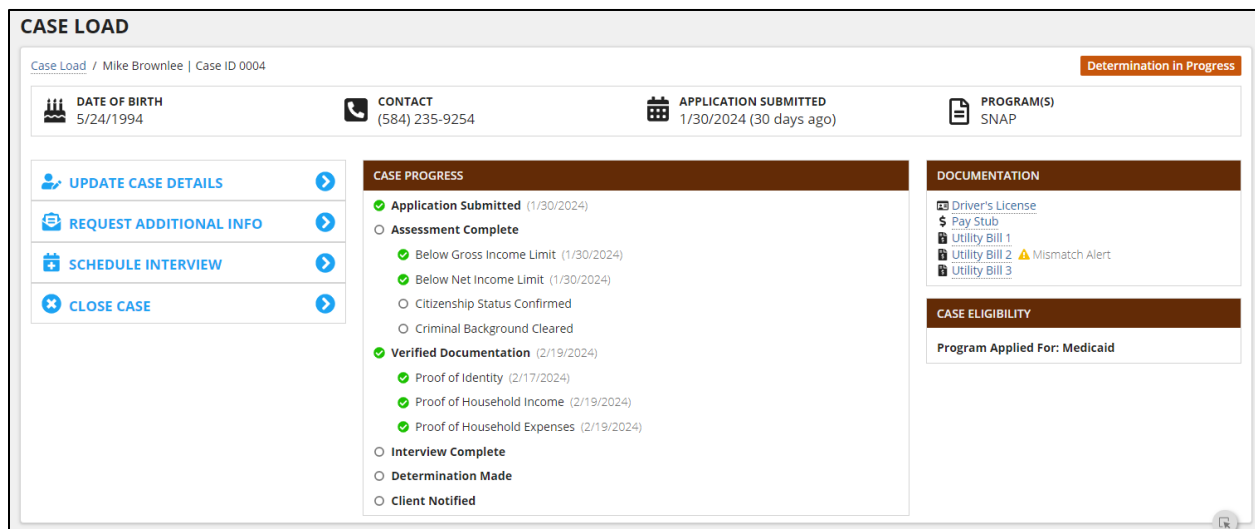 CASE LOAD
Case Load / Mike Brownlee | Case ID 0004
Determination in Progress
DATE OF BIRTH
5/24/1994
CONTACT
(584) 235-9254
APPLICATION SUBMITTED
1/30/2024 (30 days ago)
PROGRAM(S)
SNAP
UPDATE CASE DETAILS
REQUEST ADDITIONAL INFO
SCHEDULE INTERVIEW
CLOSE CASE
CASE PROGRESS
Application Submitted (1/30/2024)
Assessment Complete
Below Gross Income Limit (1/30/2024)
Below Net Income Limit (1/30/2024)
Citizenship Status Confirmed
Criminal Background Cleared
Verified Documentation (2/19/2024)
Proof of Identity (2/17/2024)
Proof of Household Income (2/19/2024)
Proof of Household Expenses (2/19/2024)
Interview Complete
Determination Made
Client Notified
DOCUMENTATION
Driver's License
Pay Stub
Utility Bill 1
Utility Bill 2 Mismatch Alert
Utility Bill 3
CASE ELIGIBILITY
Program Applied For: Medicaid